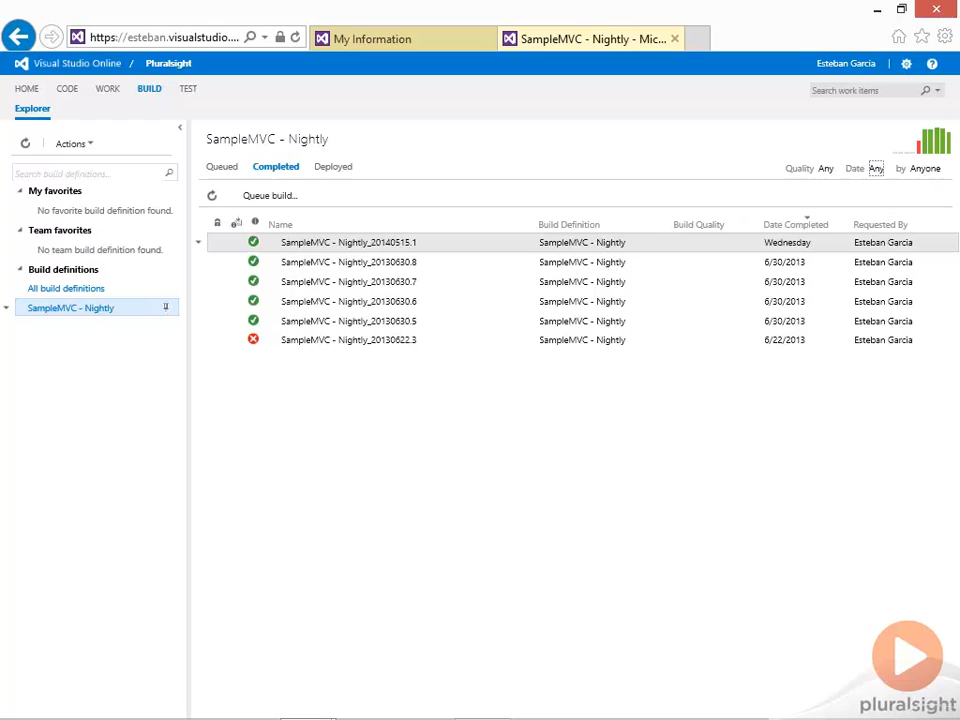 https://esteban.visualstudio....
My Information
SampleMVC - Nightly - Mic...
Visual Studio Online / Pluralsight
Esteban Garcia
HOME CODE WORK BUILD TEST
Search work items
Explorer
Actions
Search build definitions...
My favorites
No favorite build definition found.
Team favorites
No team build definition found.
Build definitions
All build definitions
SampleMVC - Nightly
SampleMVC - Nightly
Queued Completed Deployed
Quality Any Date Any by Anyone
Queue build...
Name Build Definition Build Quality Date Completed Requested By
SampleMVC - Nightly_20140515.1 SampleMVC - Nightly Wednesday Esteban Garcia
SampleMVC - Nightly_20130630.8 SampleMVC - Nightly 6/30/2013 Esteban Garcia
SampleMVC - Nightly_20130630.7 SampleMVC - Nightly 6/30/2013 Esteban Garcia
SampleMVC - Nightly_20130630.6 SampleMVC - Nightly 6/30/2013 Esteban Garcia
SampleMVC - Nightly_20130630.5 SampleMVC - Nightly 6/30/2013 Esteban Garcia
SampleMVC - Nightly_20130622.3 SampleMVC - Nightly 6/22/2013 Esteban Garcia
pluralsight